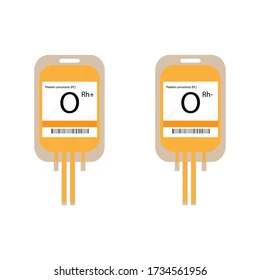 Platelet concentrate (PC)
O Rh+
Platelet concentrate (PC)
O Rh-
shutterstock.com · 1734561956